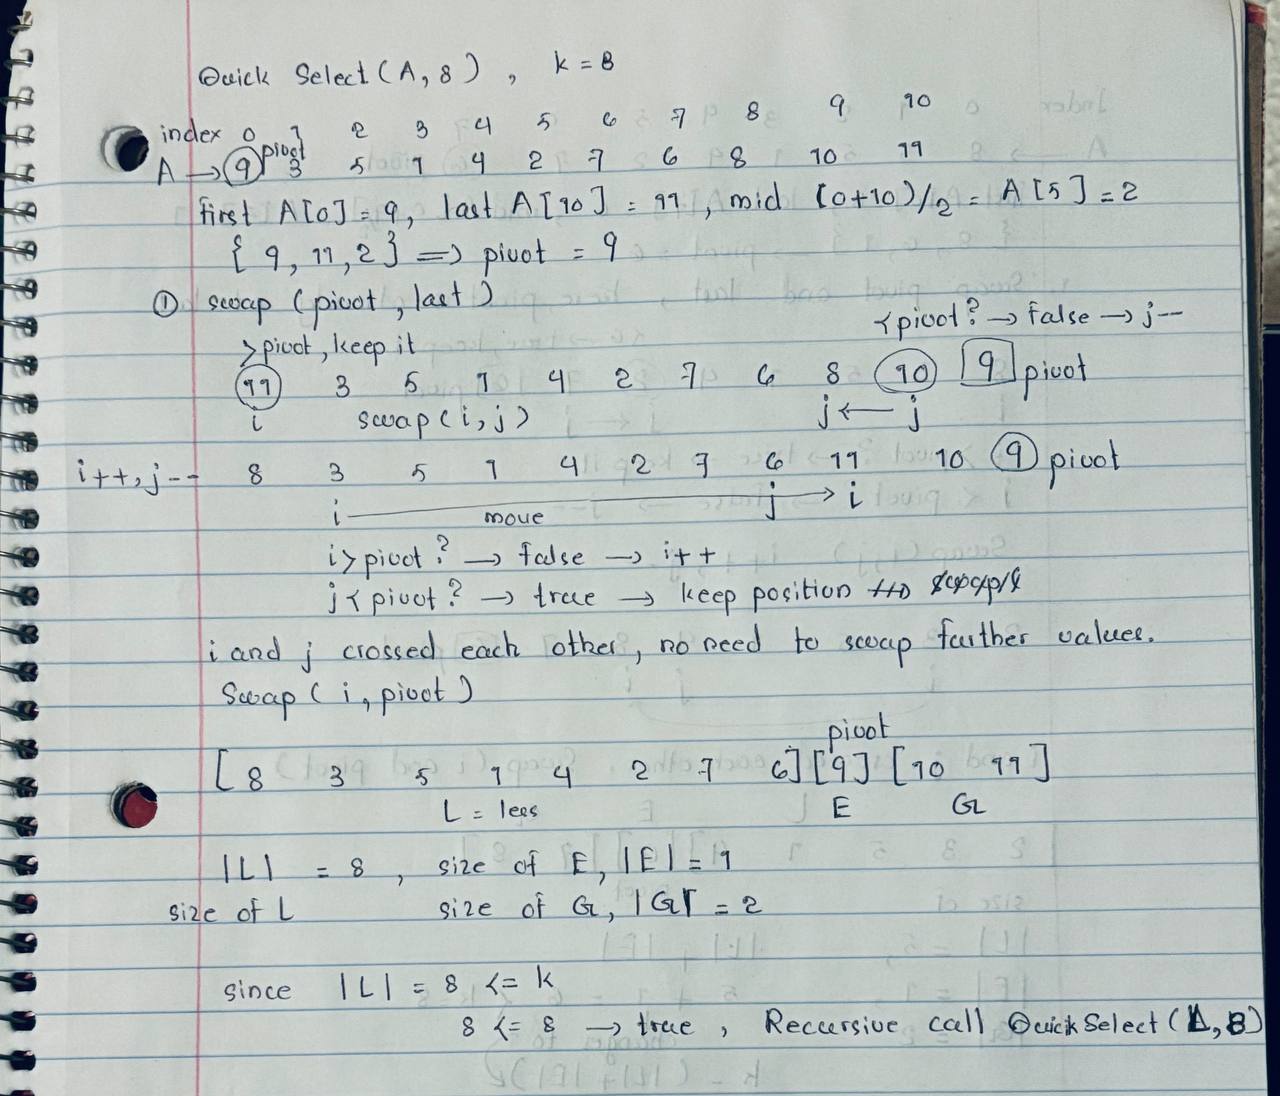 Quick Select (A, 8) , k = 8
index 0 1 2 3 4 5 6 7 8 9 10
pivot
A → 9 3 5 1 4 2 7 6 8 10 11
first A[0] = 9, last A[10] = 11, mid (0+10)/2 = A[5] = 2
{ 9, 11, 2 } => pivot = 9
① swap (pivot, last)
< pivot? → false → j--
> pivot, keep it
11 3 5 1 4 2 7 6 8 10 9 pivot
i swap (i, j) j ← j
i++, j-- 8 3 5 1 4 2 7 6 11 10 9 pivot
i move j → i
i > pivot ? → false → i++
j < pivot ? → true → keep position
i and j crossed each other, no need to swap further values.
Swap ( i, pivot )
pivot
[ 8 3 5 1 4 2 7 6] [9] [10 11 ]
L = less E G
|L| = 8 , size of E, |E| = 1
size of L size of G, |G| = 2
since |L| = 8 <= k
8 <= 8 → true , Reccursive call QuickSelect (L, 8)